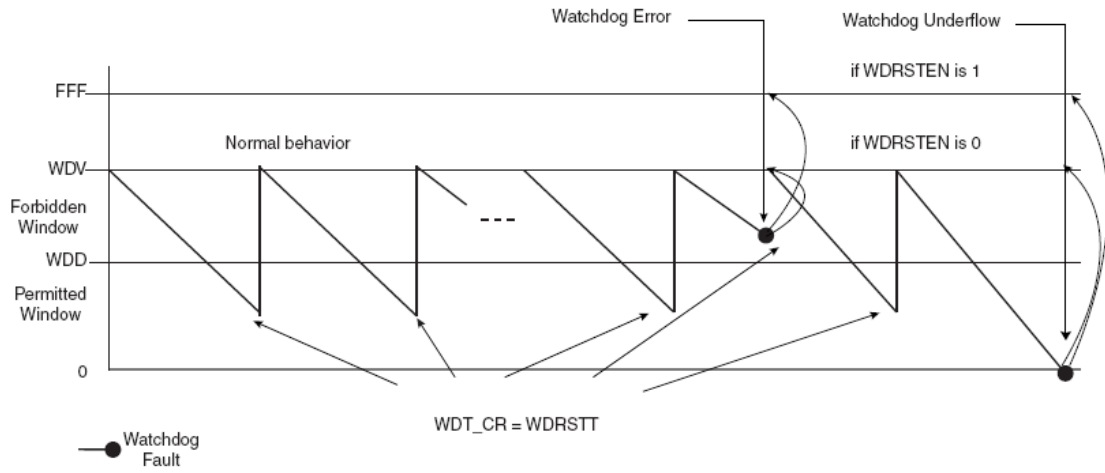 Watchdog Error
Watchdog Underflow
if WDRSTEN is 1
FFF
Normal behavior
if WDRSTEN is 0
WDV
Forbidden
Window
WDD
Permitted
Window
0
WDT_CR = WDRSTT
Watchdog
Fault